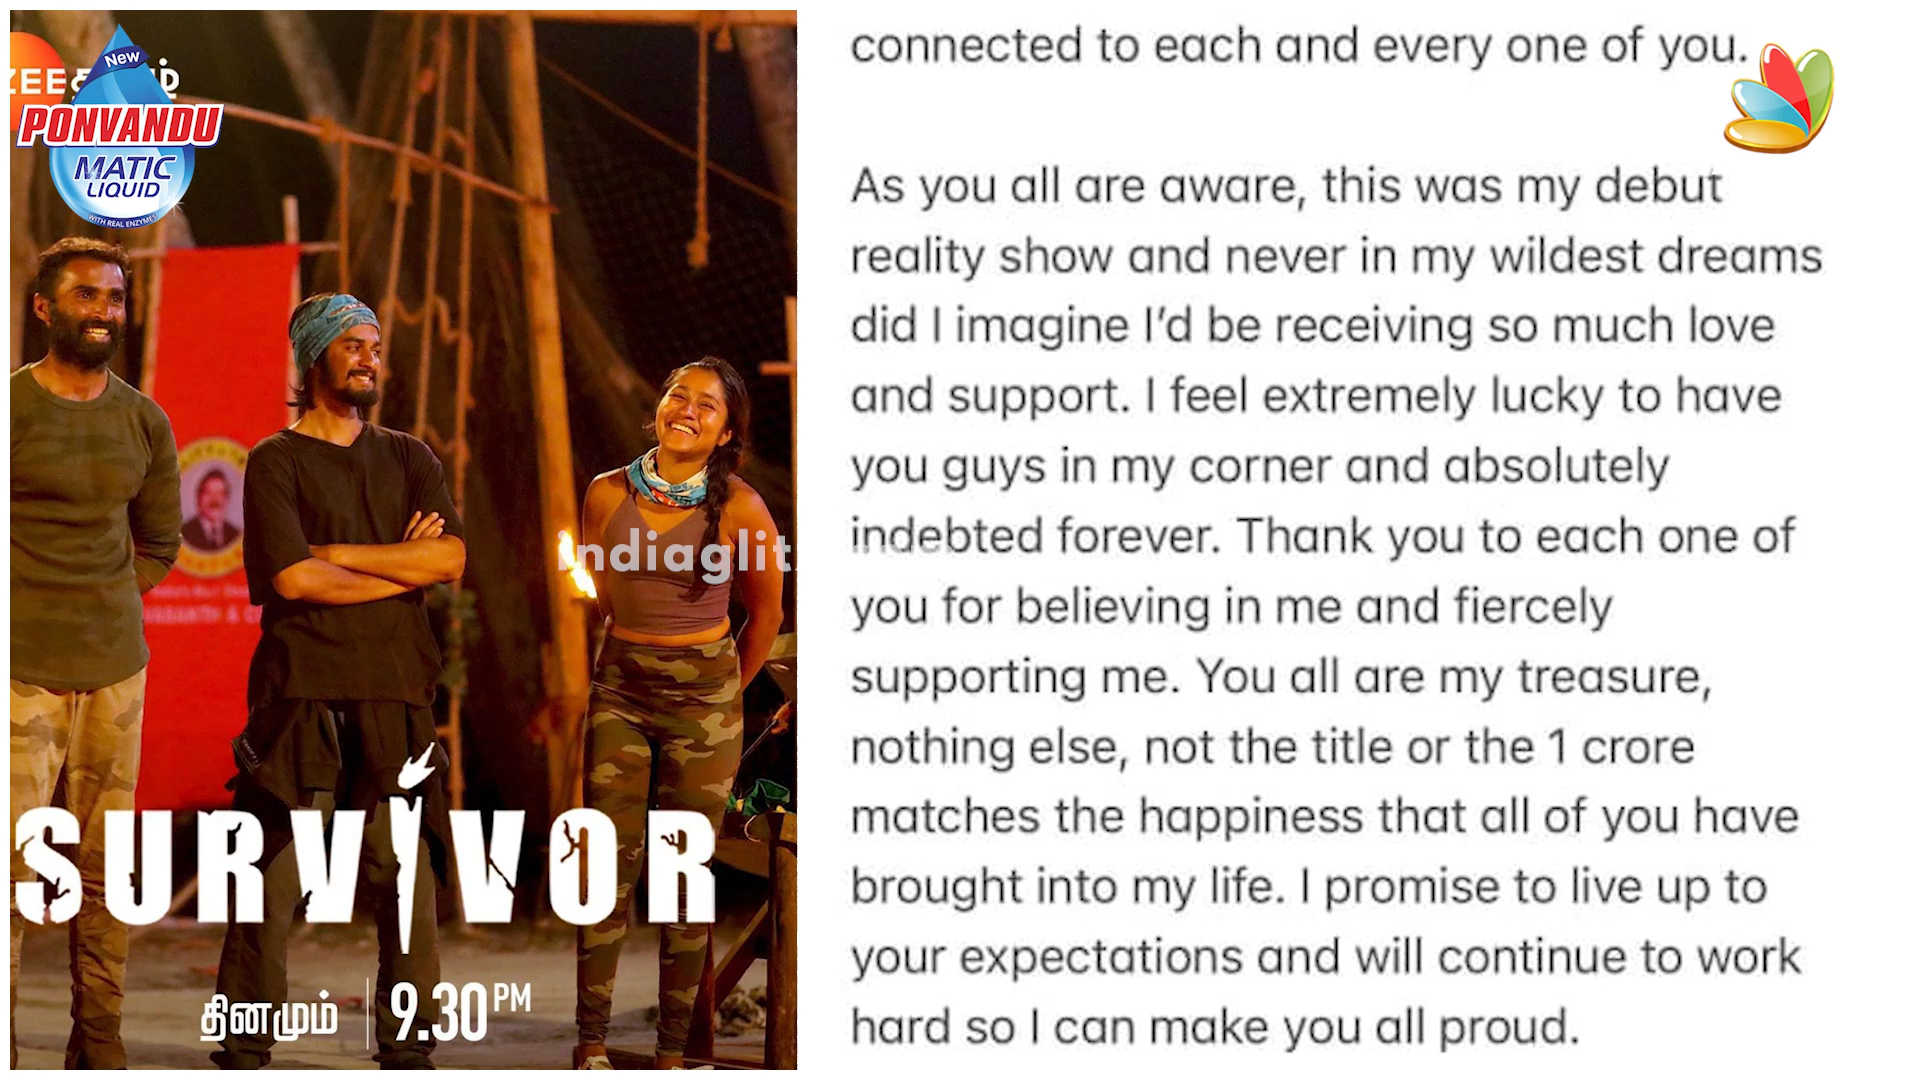 ZEE
New
PONVANDU
MATIC
LIQUID
WITH REAL ENZYMES
indiaglit
SURVIVOR
தினமும் 9.30 PM
connected to each and every one of you.
As you all are aware, this was my debut
reality show and never in my wildest dreams
did I imagine I'd be receiving so much love
and support. I feel extremely lucky to have
you guys in my corner and absolutely
indebted forever. Thank you to each one of
you for believing in me and fiercely
supporting me. You all are my treasure,
nothing else, not the title or the 1 crore
matches the happiness that all of you have
brought into my life. I promise to live up to
your expectations and will continue to work
hard so I can make you all proud.